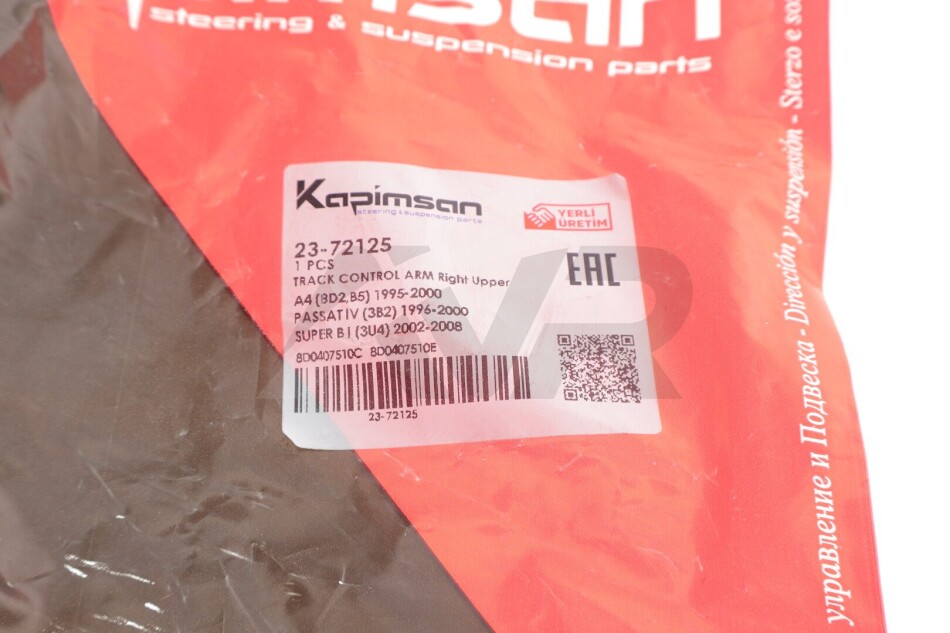 Kapimsan
steering & suspension parts
Kapimsan
steering & suspension parts
YERLİ
ÜRETİM
23-72125
1 PCS
TRACK CONTROL ARM Right Upper
A4 (8D2,B5) 1995-2000
PASSAT IV (3B2) 1996-2000
SUPER B I (3U4) 2002-2008
8D0407510C 8D0407510E
23-72125
EAC
управление и Подвеска - Dirección y suspensión - Sterzo e